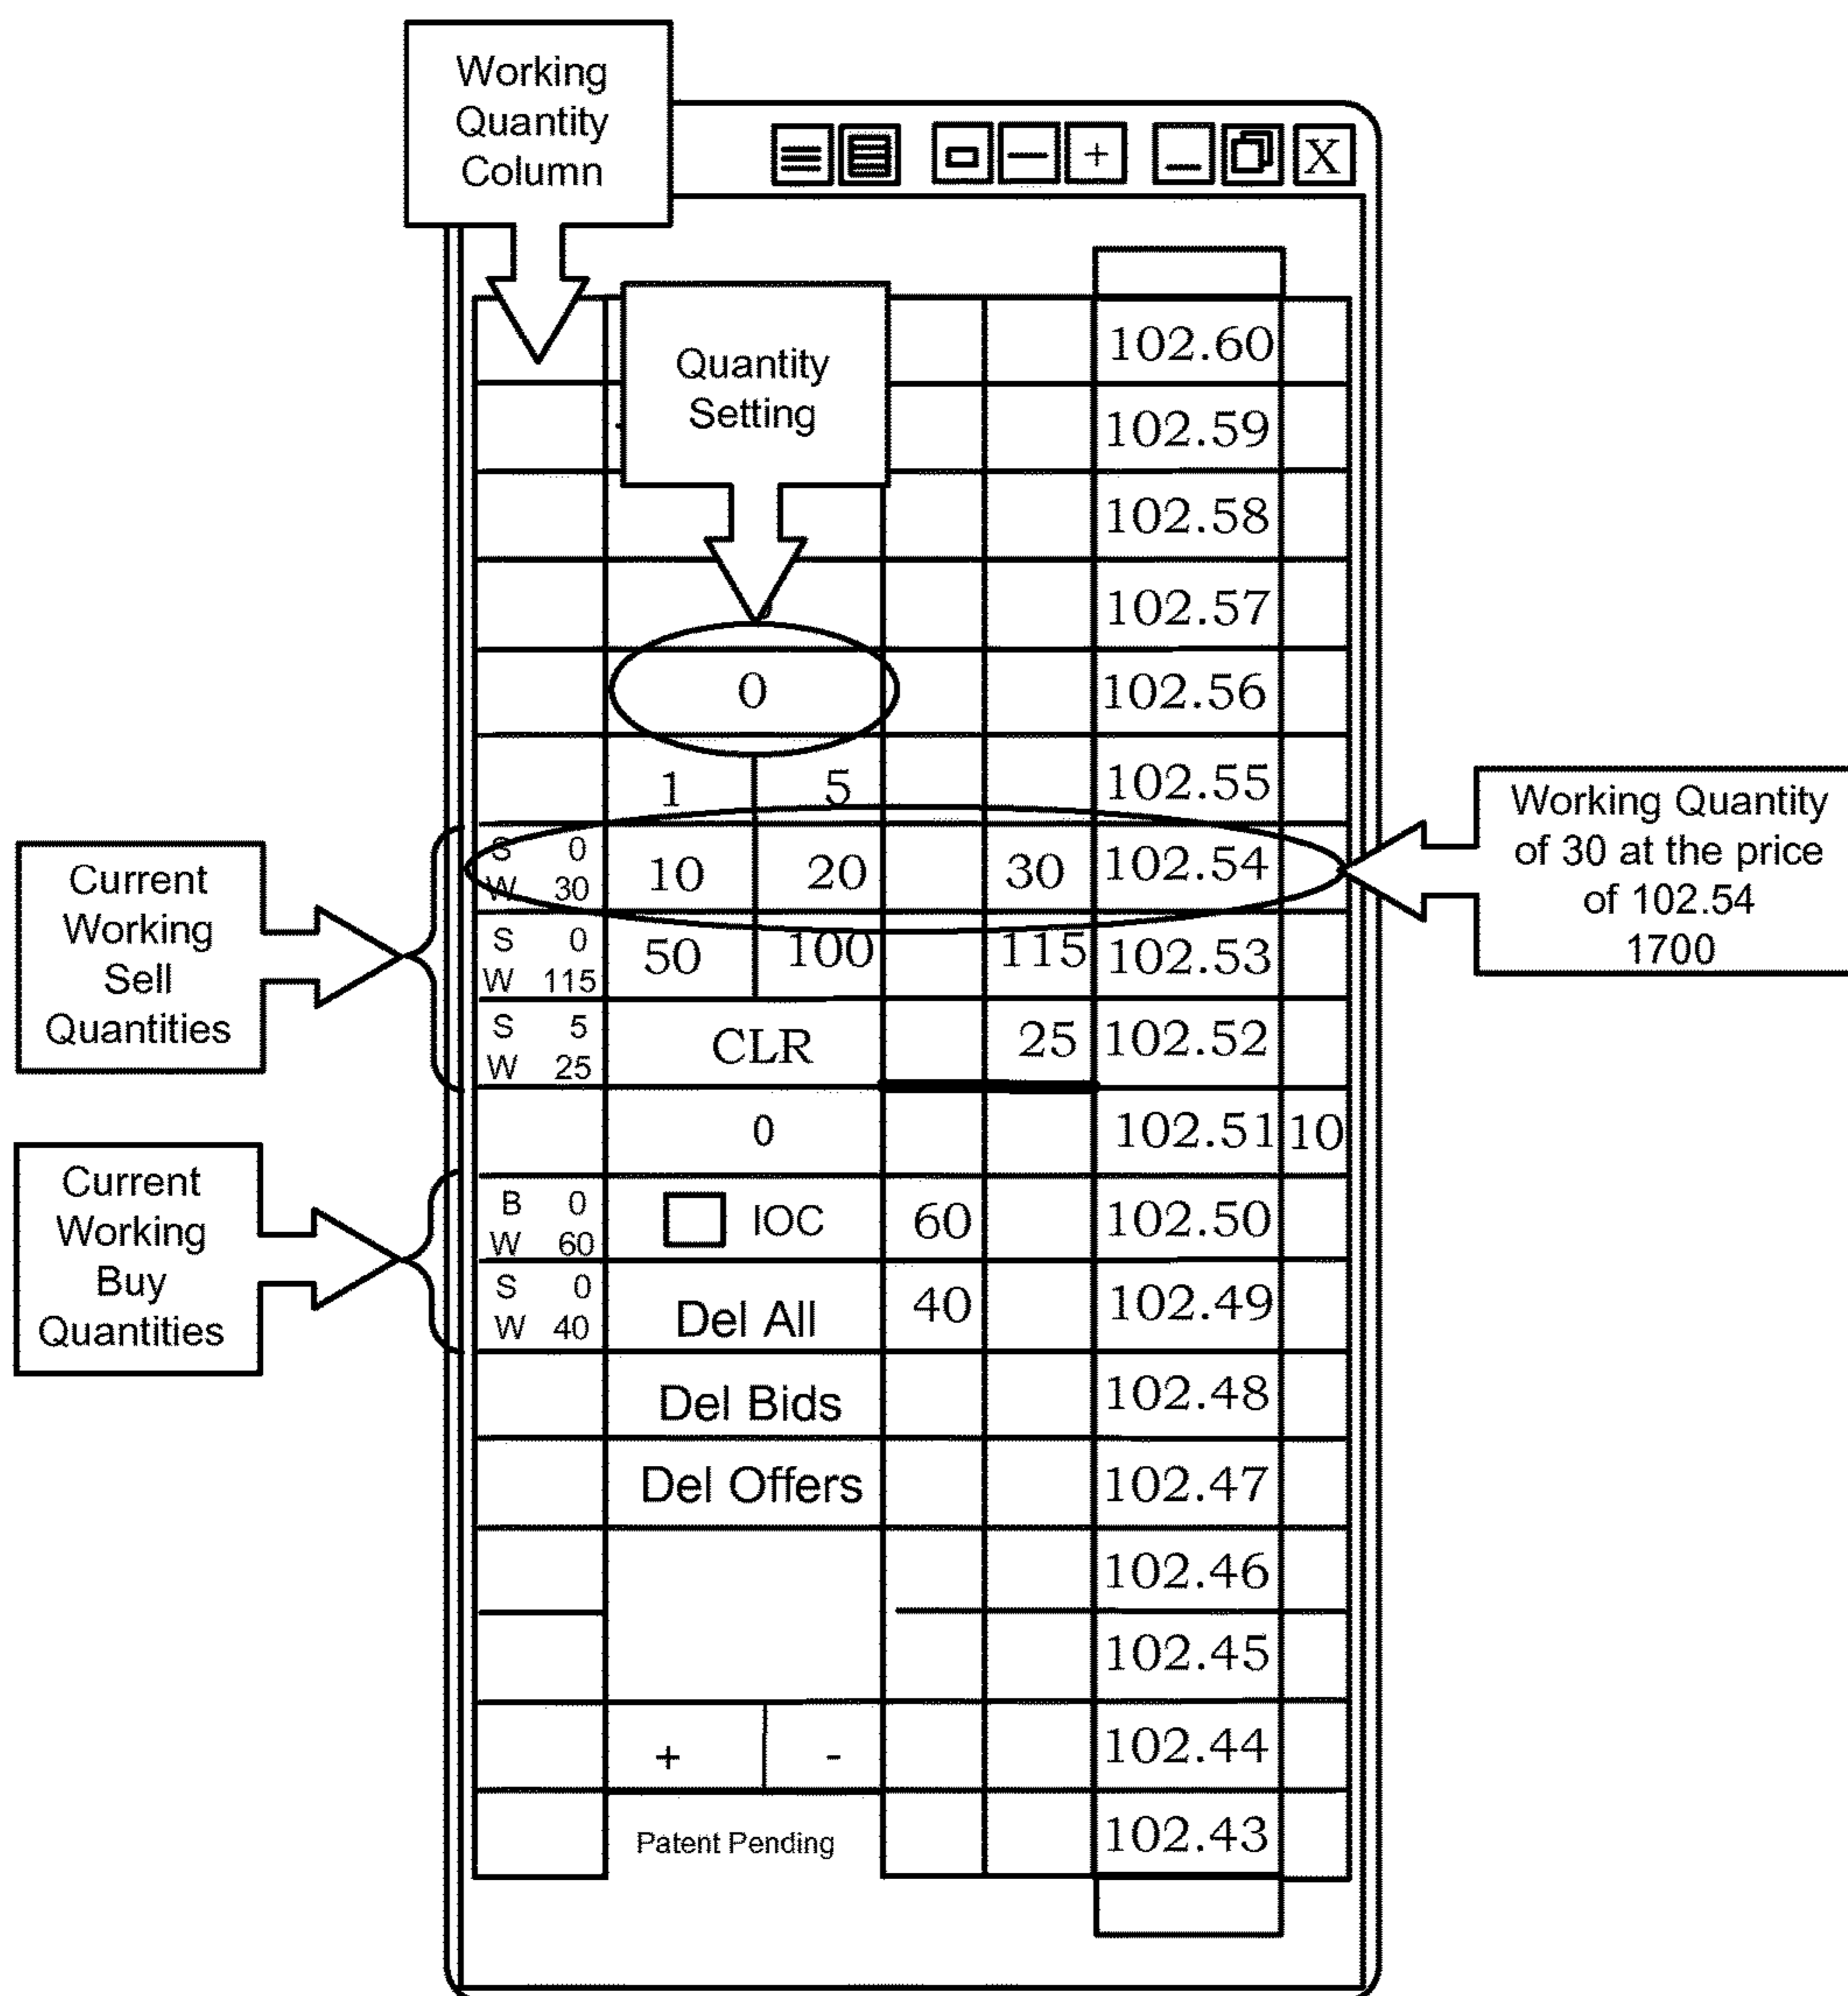 Working
Quantity
Column
X
+
Quantity
Setting
102.60
102.59
102.58
102.57
0 102.56
1 5 102.55
S 0
W 30
10 20 30 102.54
S 0
W 115
50 100 115 102.53
S 5
W 25
CLR 25 102.52
0 102.51 10
B 0
W 60
IOC 60 102.50
S 0
W 40
Del All 40 102.49
Del Bids 102.48
Del Offers 102.47
102.46
102.45
+ - 102.44
Patent Pending 102.43
Current
Working
Sell
Quantities
Current
Working
Buy
Quantities
Working Quantity
of 30 at the price
of 102.54
1700